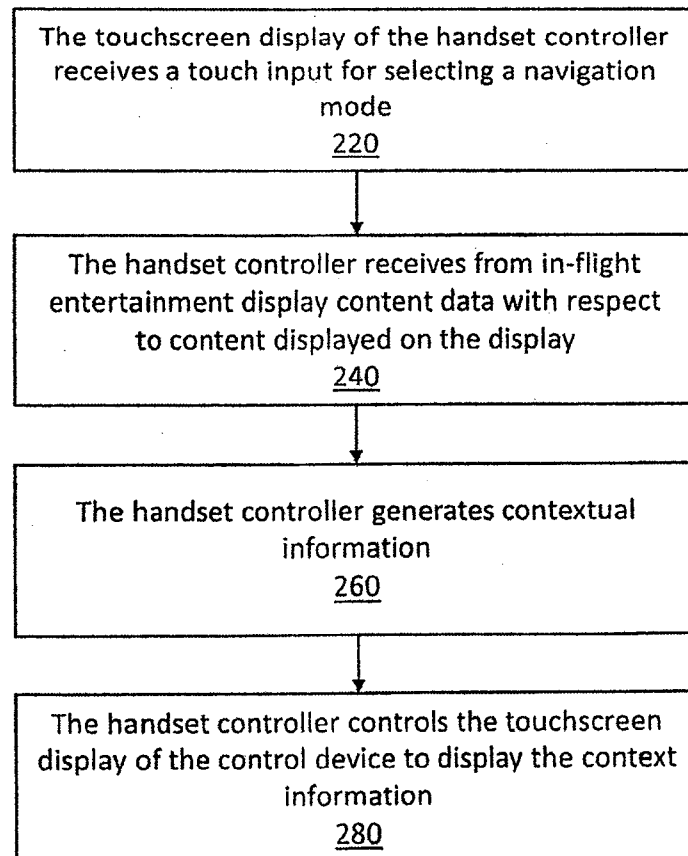 The touchscreen display of the handset controller
receives a touch input for selecting a navigation
mode
220
The handset controller receives from in-flight
entertainment display content data with respect
to content displayed on the display
240
The handset controller generates contextual
information
260
The handset controller controls the touchscreen
display of the control device to display the context
information
280